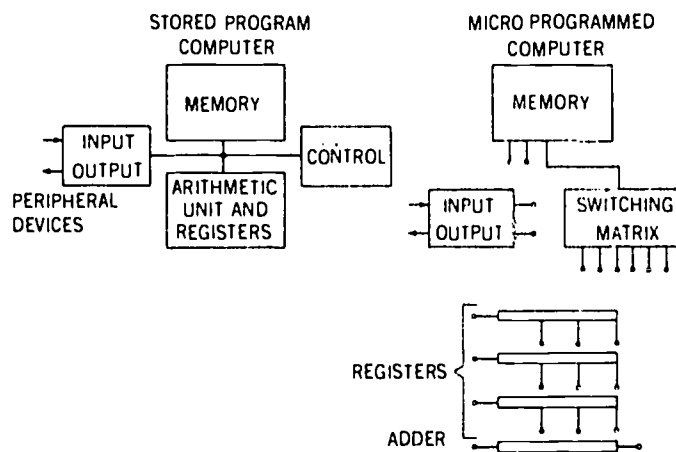 STORED PROGRAM
COMPUTER
MEMORY
INPUT
OUTPUT
CONTROL
PERIPHERAL
DEVICES
ARITHMETIC
UNIT AND
REGISTERS
MICRO PROGRAMMED
COMPUTER
MEMORY
INPUT
OUTPUT
SWITCHING
MATRIX
REGISTERS
ADDER